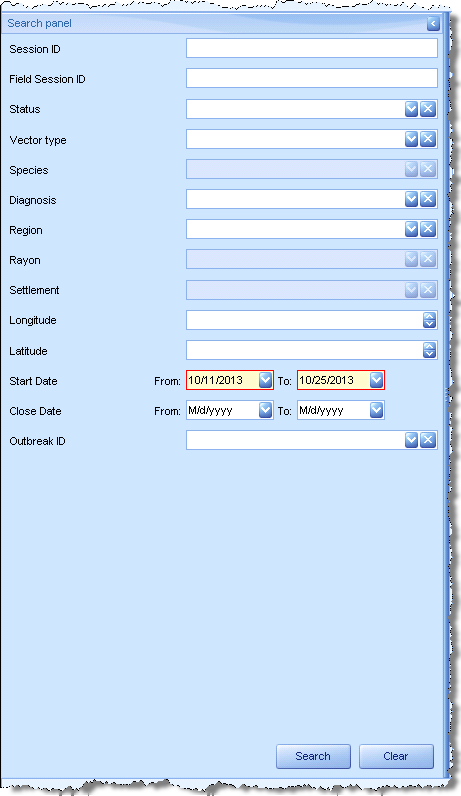 Search panel
Session ID
Field Session ID
Status
Vector type
Species
Diagnosis
Region
Rayon
Settlement
Longitude
Latitude
Start Date From: 10/11/2013 To: 10/25/2013
Close Date From: M/d/yyyy To: M/d/yyyy
Outbreak ID
Search Clear